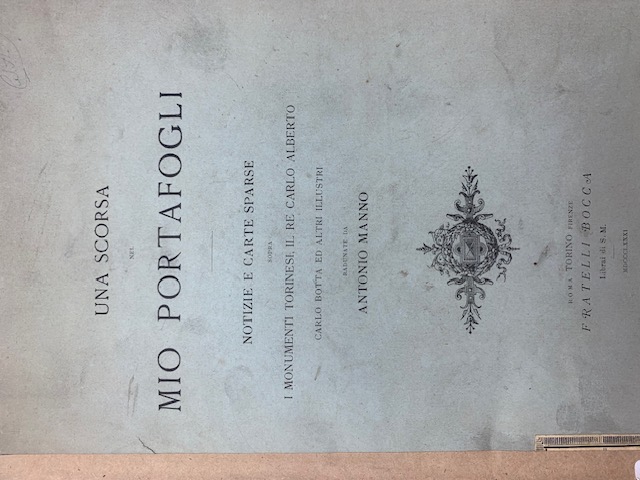 UNA SCORSA
NEL
MIO PORTAFOGLI
NOTIZIE E CARTE SPARSE
SOPRA
I MONUMENTI TORINESI, IL RE CARLO ALBERTO
CARLO BOTTA ED ALTRI ILLUSTRI
RADUNATE DA
ANTONIO MANNO
ROMA TORINO FIRENZE
FRATELLI BOCCA
Librai di S. M.
MDCCCLXXXI